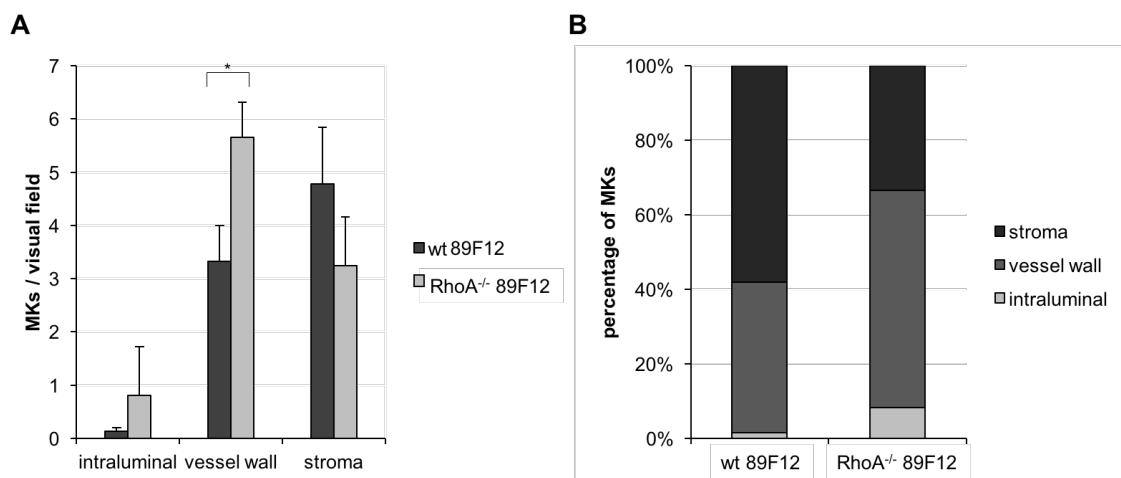 A
7
6
5
4
3
2
1
0
MKs / visual field
*
intraluminal
vessel wall
stroma
wt 89F12
RhoA-/- 89F12
B
100%
80%
60%
40%
20%
0%
percentage of MKs
wt 89F12
RhoA-/- 89F12
stroma
vessel wall
intraluminal